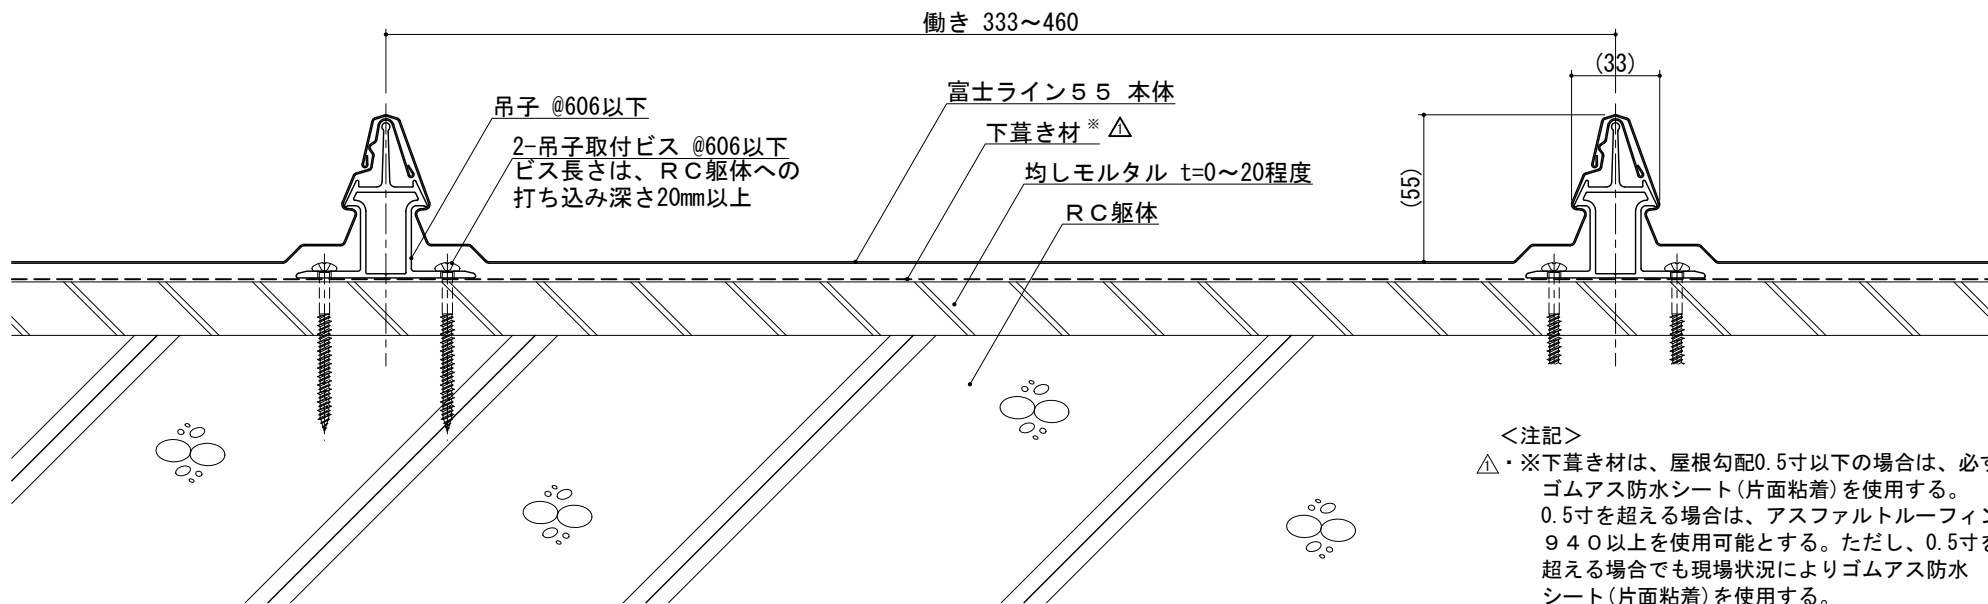 働き 333～460
(33)
富士ライン５５ 本体
吊子 @606以下
下葺き材 ※ 1
2-吊子取付ビス @606以下
ビス長さは、ＲＣ躯体への
打ち込み深さ20mm以上
均しモルタル t=0～20程度
(55)
ＲＣ躯体
＜注記＞
1・※下葺き材は、屋根勾配0.5寸以下の場合は、必
ゴムアス防水シート(片面粘着)を使用する。
0.5寸を超える場合は、アスファルトルーフィン
９４０以上を使用可能とする。ただし、0.5寸を
超える場合でも現場状況によりゴムアス防水
シート(片面粘着)を使用する。